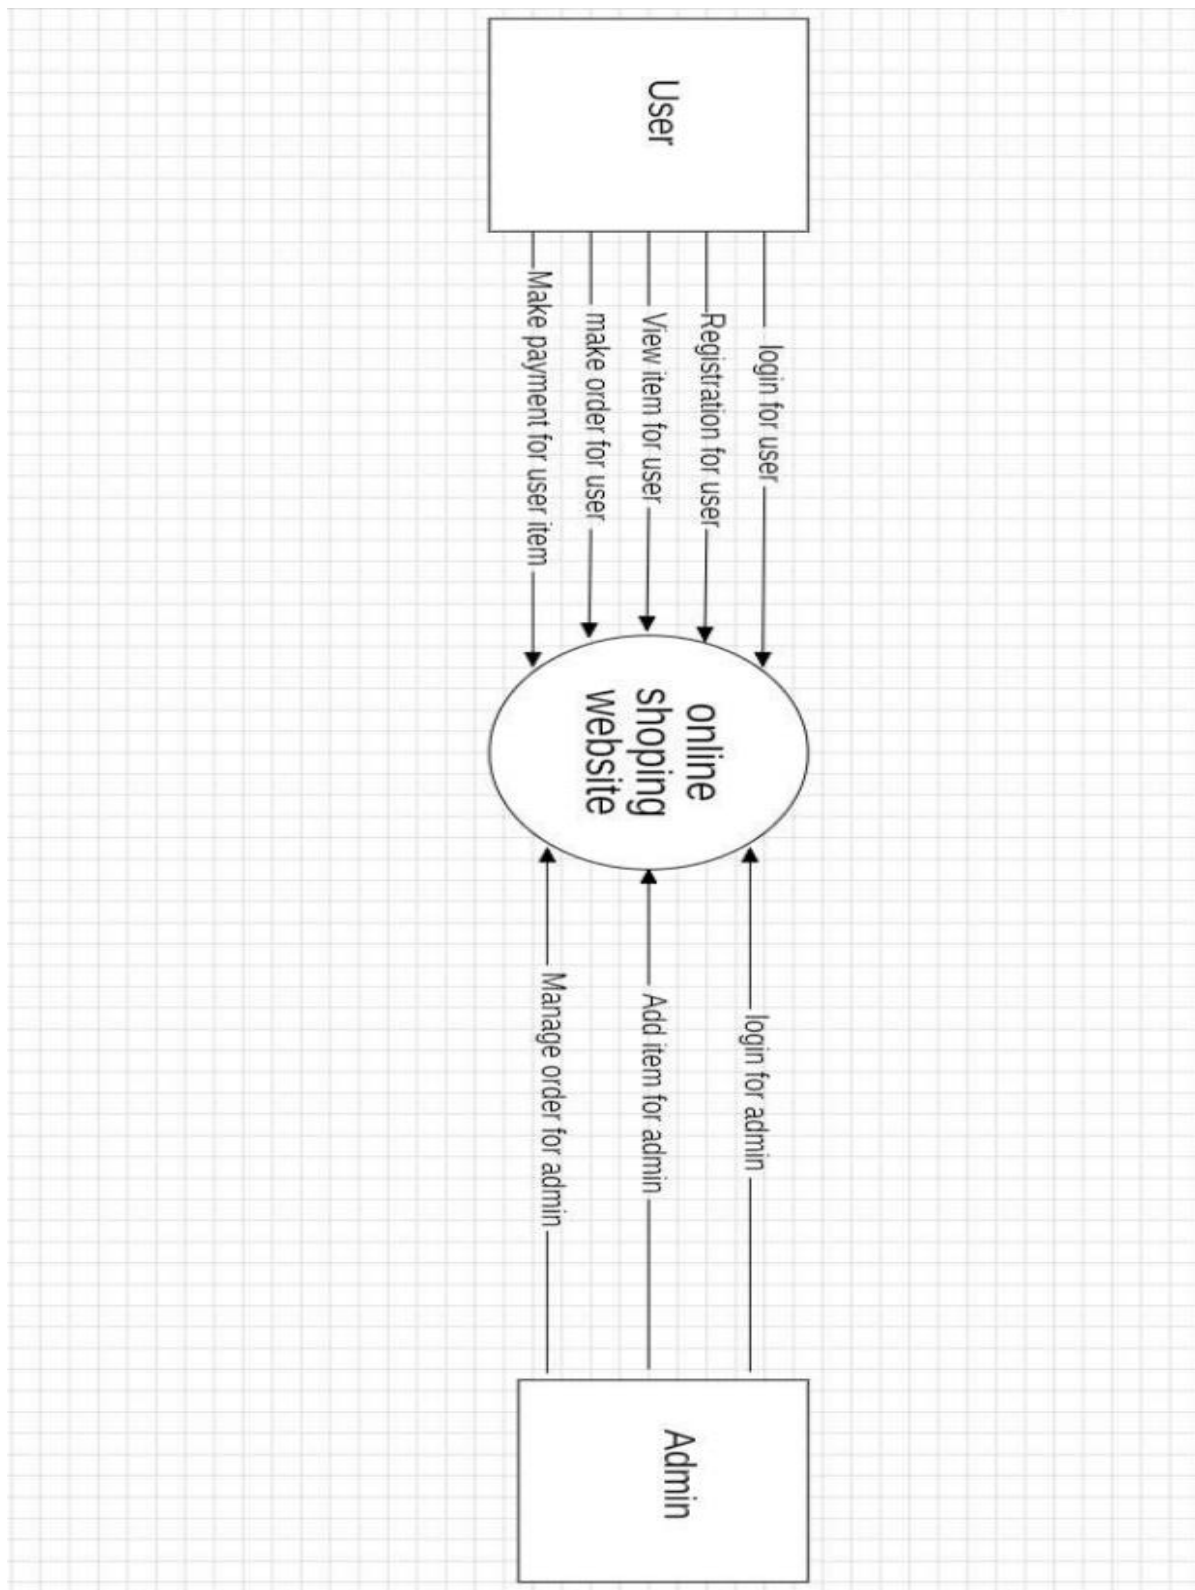 User
login for user
Registration for user
View item for user
make order for user
Make payment for user item
online
shoping
website
login for admin
Add item for admin
Manage order for admin
Admin